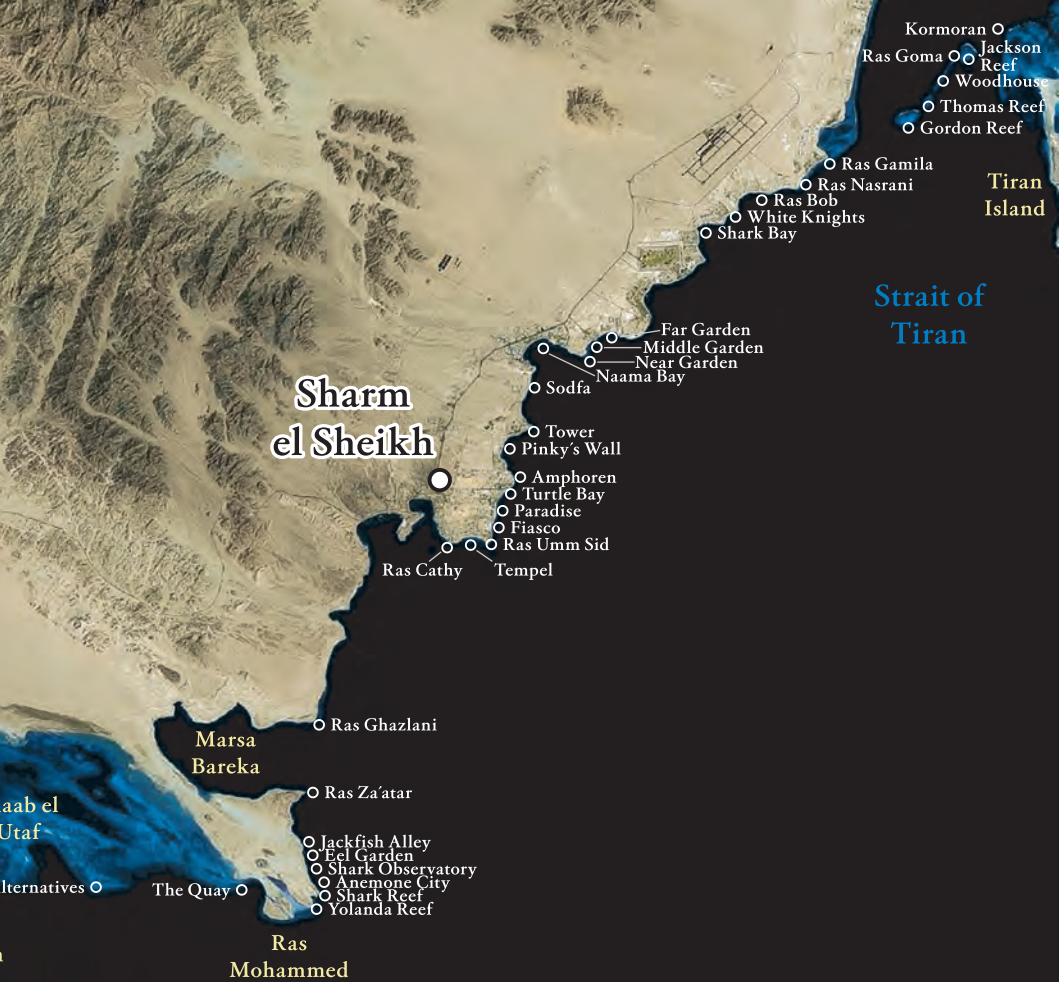 Kormoran
Jackson
Reef
Ras Goma
Woodhouse
Thomas Reef
Gordon Reef
Ras Gamila
Ras Nasrani
Tiran
Island
Ras Bob
White Knights
Shark Bay
Strait of
Tiran
Far Garden
Middle Garden
Near Garden
Naama Bay
Sodfa
Sharm
el Sheikh
Tower
Pinky´s Wall
Amphoren
Turtle Bay
Paradise
Fiasco
Ras Umm Sid
Ras Cathy
Tempel
Ras Ghazlani
Marsa
Bareka
Ras Za´atar
aab el
Utaf
Jackfish Alley
Eel Garden
Shark Observatory
Anemone City
Shark Reef
Yolanda Reef
lternatives
The Quay
Ras
Mohammed